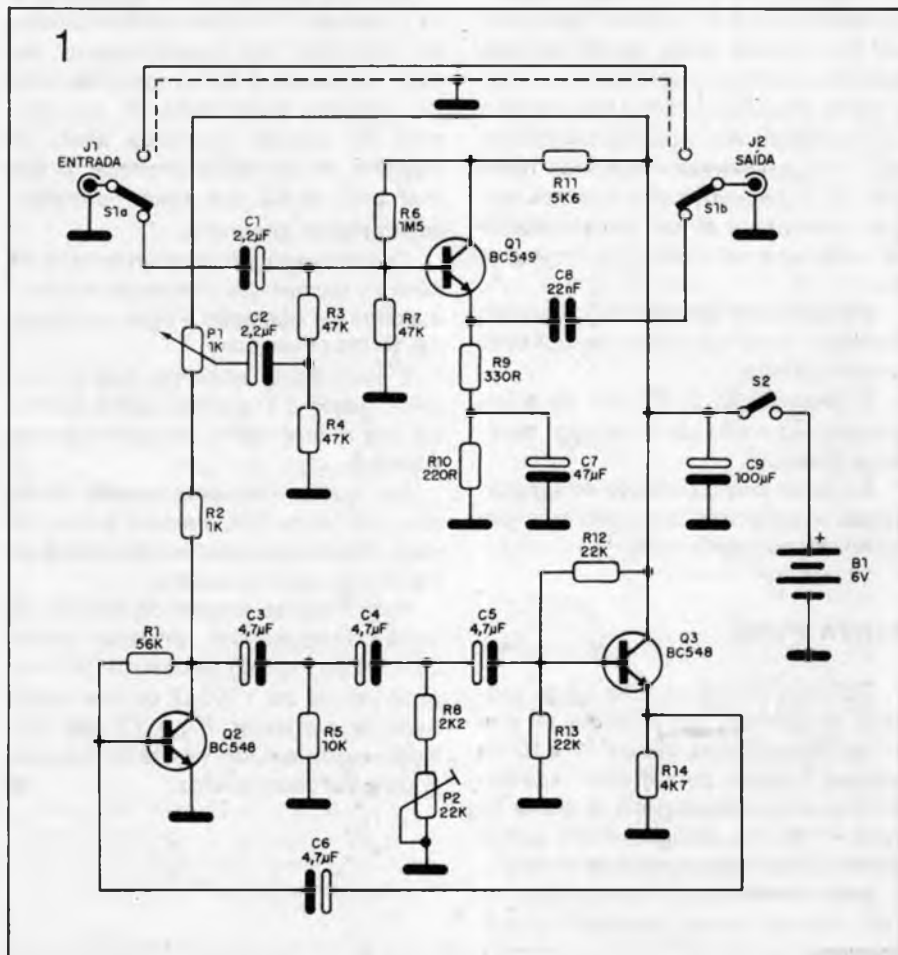 1
J1
ENTRADA
S1a
C1
2,2µF
C2
2,2µF
P1
1K
R3
47K
R4
47K
R6
1M5
R7
47K
Q1
BC549
R11
5K6
C8
22nF
R9
330R
R10
220R
C7
47µF
J2
SAÍDA
S1b
S2
C9
100µF
B1
6V
+
R2
1K
R1
56K
Q2
BC548
C3
4,7µF
R5
10K
C4
4,7µF
R8
2K2
P2
22K
C5
4,7µF
R12
22K
R13
22K
Q3
BC548
R14
4K7
C6
4,7µF